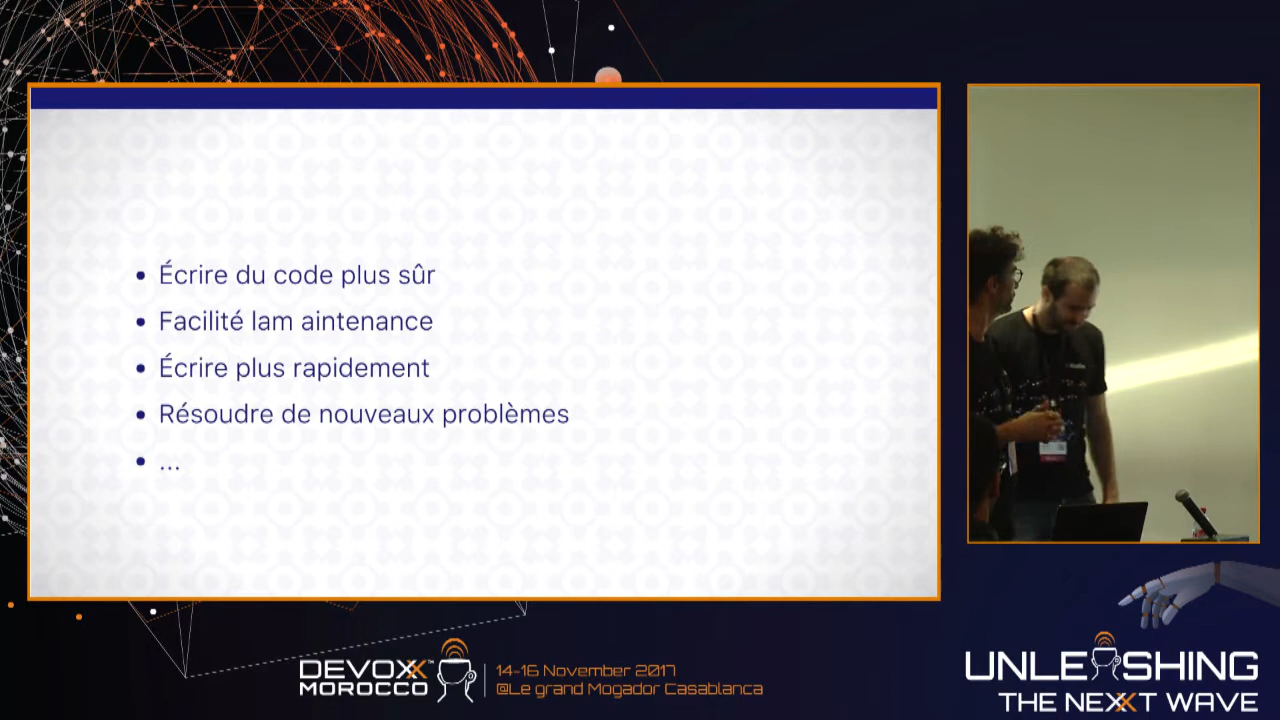 Écrire du code plus sûr
Facilité lam aintenance
Écrire plus rapidement
Résoudre de nouveaux problèmes
...
DEVOXX™
MOROCCO
14-16 November 2017
@Le grand Mogador Casablanca
UNLEASHING
THE NEXXT WAVE